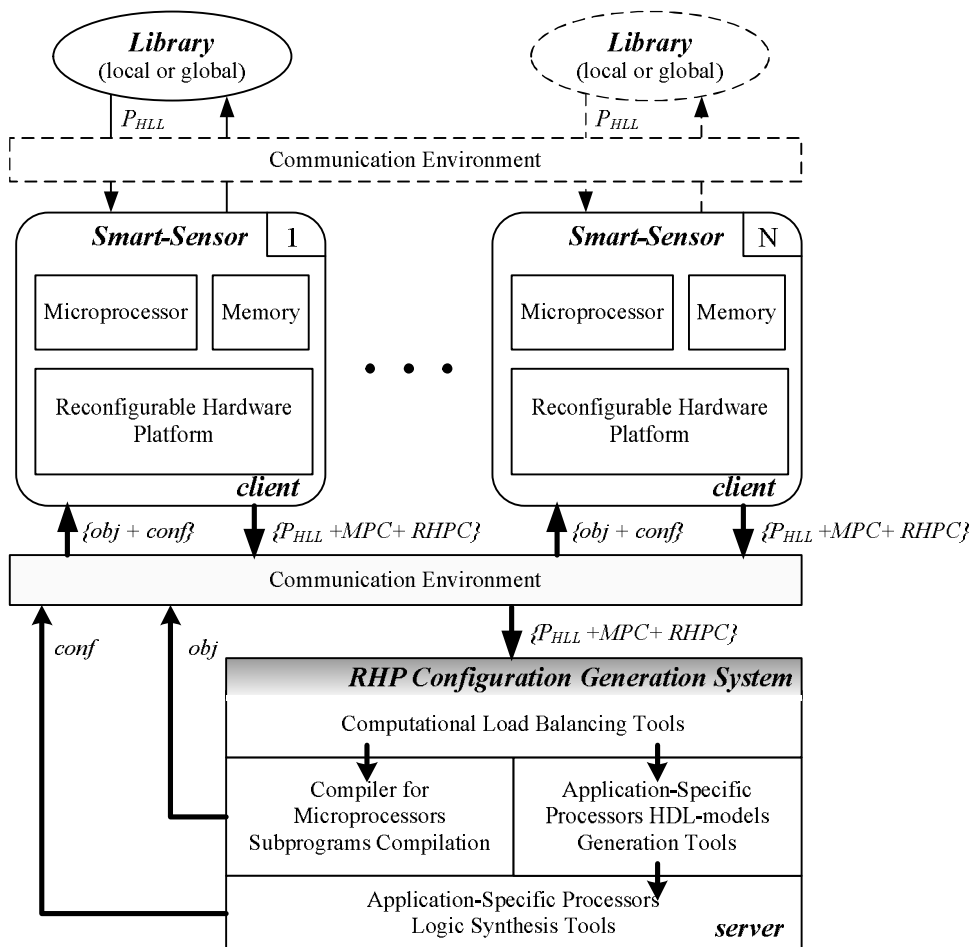 Library
(local or global)
Library
(local or global)
P_HLL
P_HLL
Communication Environment
Smart-Sensor
1
Smart-Sensor
N
Microprocessor
Memory
Microprocessor
Memory
Reconfigurable Hardware
Platform
Reconfigurable Hardware
Platform
client
client
{obj + conf}
{P_HLL +MPC+ RHPC}
{obj + conf}
{P_HLL +MPC+ RHPC}
Communication Environment
conf
obj
{P_HLL +MPC+ RHPC}
RHP Configuration Generation System
Computational Load Balancing Tools
Compiler for
Microprocessors
Subprograms Compilation
Application-Specific
Processors HDL-models
Generation Tools
Application-Specific Processors
Logic Synthesis Tools
server